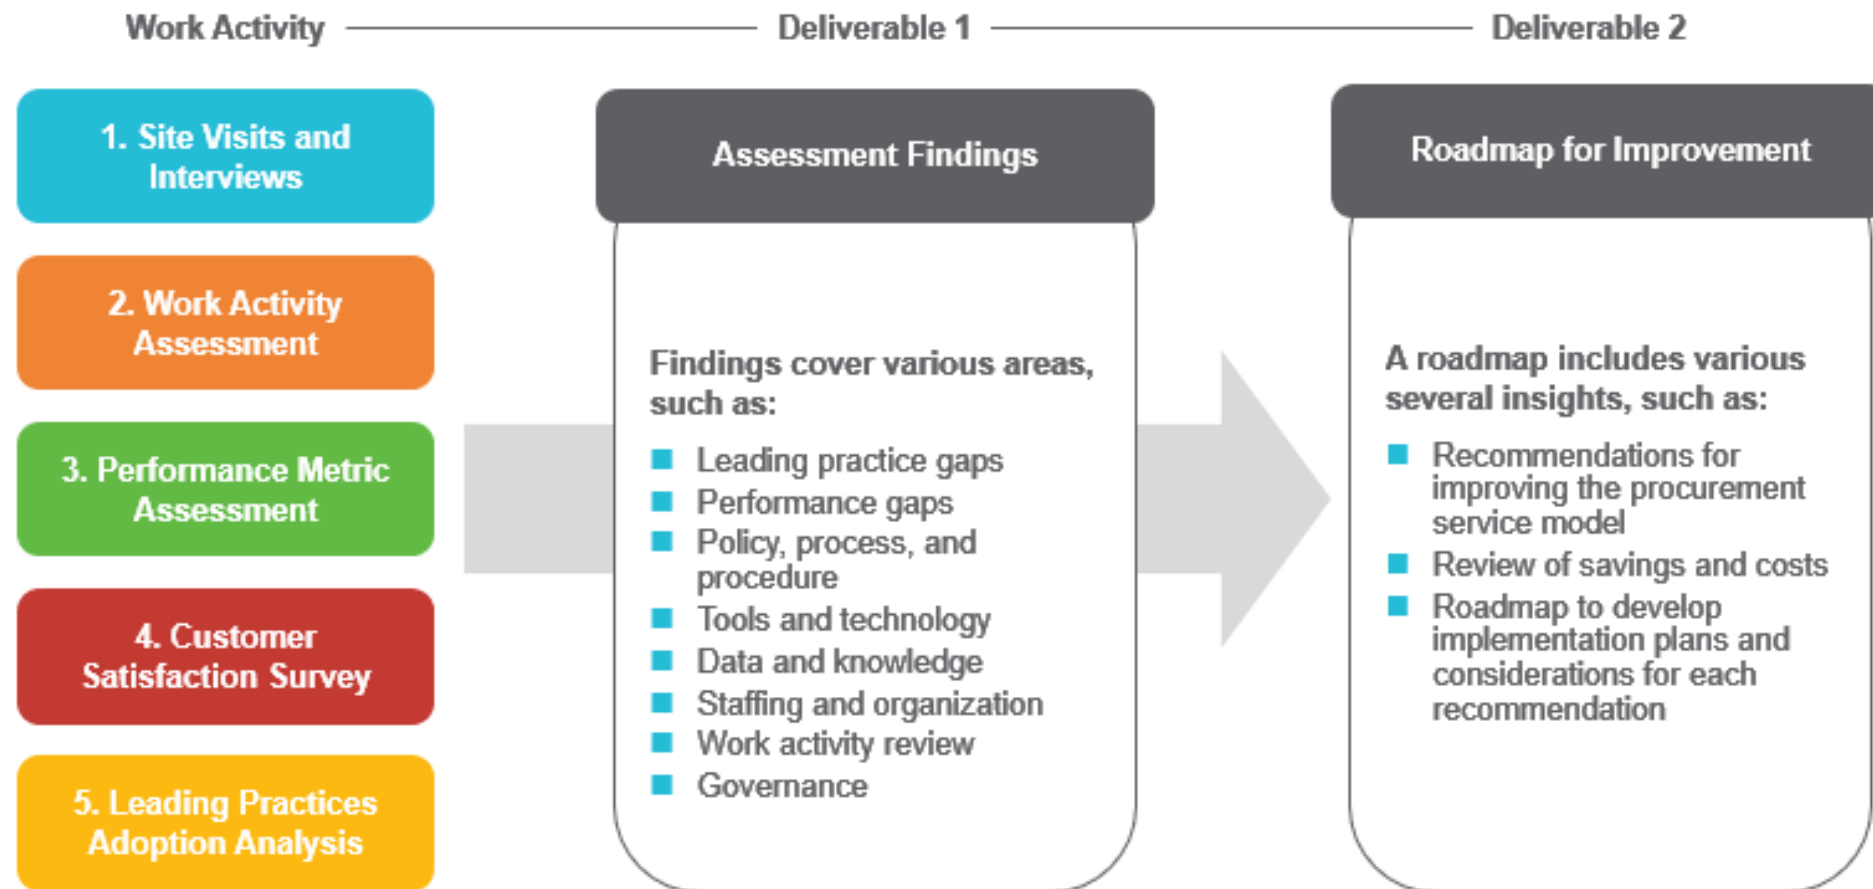 Work Activity
Deliverable 1
Deliverable 2
1. Site Visits and
Interviews
2. Work Activity
Assessment
3. Performance Metric
Assessment
4. Customer
Satisfaction Survey
5. Leading Practices
Adoption Analysis
Assessment Findings
Findings cover various areas,
such as:
Leading practice gaps
Performance gaps
Policy, process, and
procedure
Tools and technology
Data and knowledge
Staffing and organization
Work activity review
Governance
Roadmap for Improvement
A roadmap includes various
several insights, such as:
Recommendations for
improving the procurement
service model
Review of savings and costs
Roadmap to develop
implementation plans and
considerations for each
recommendation